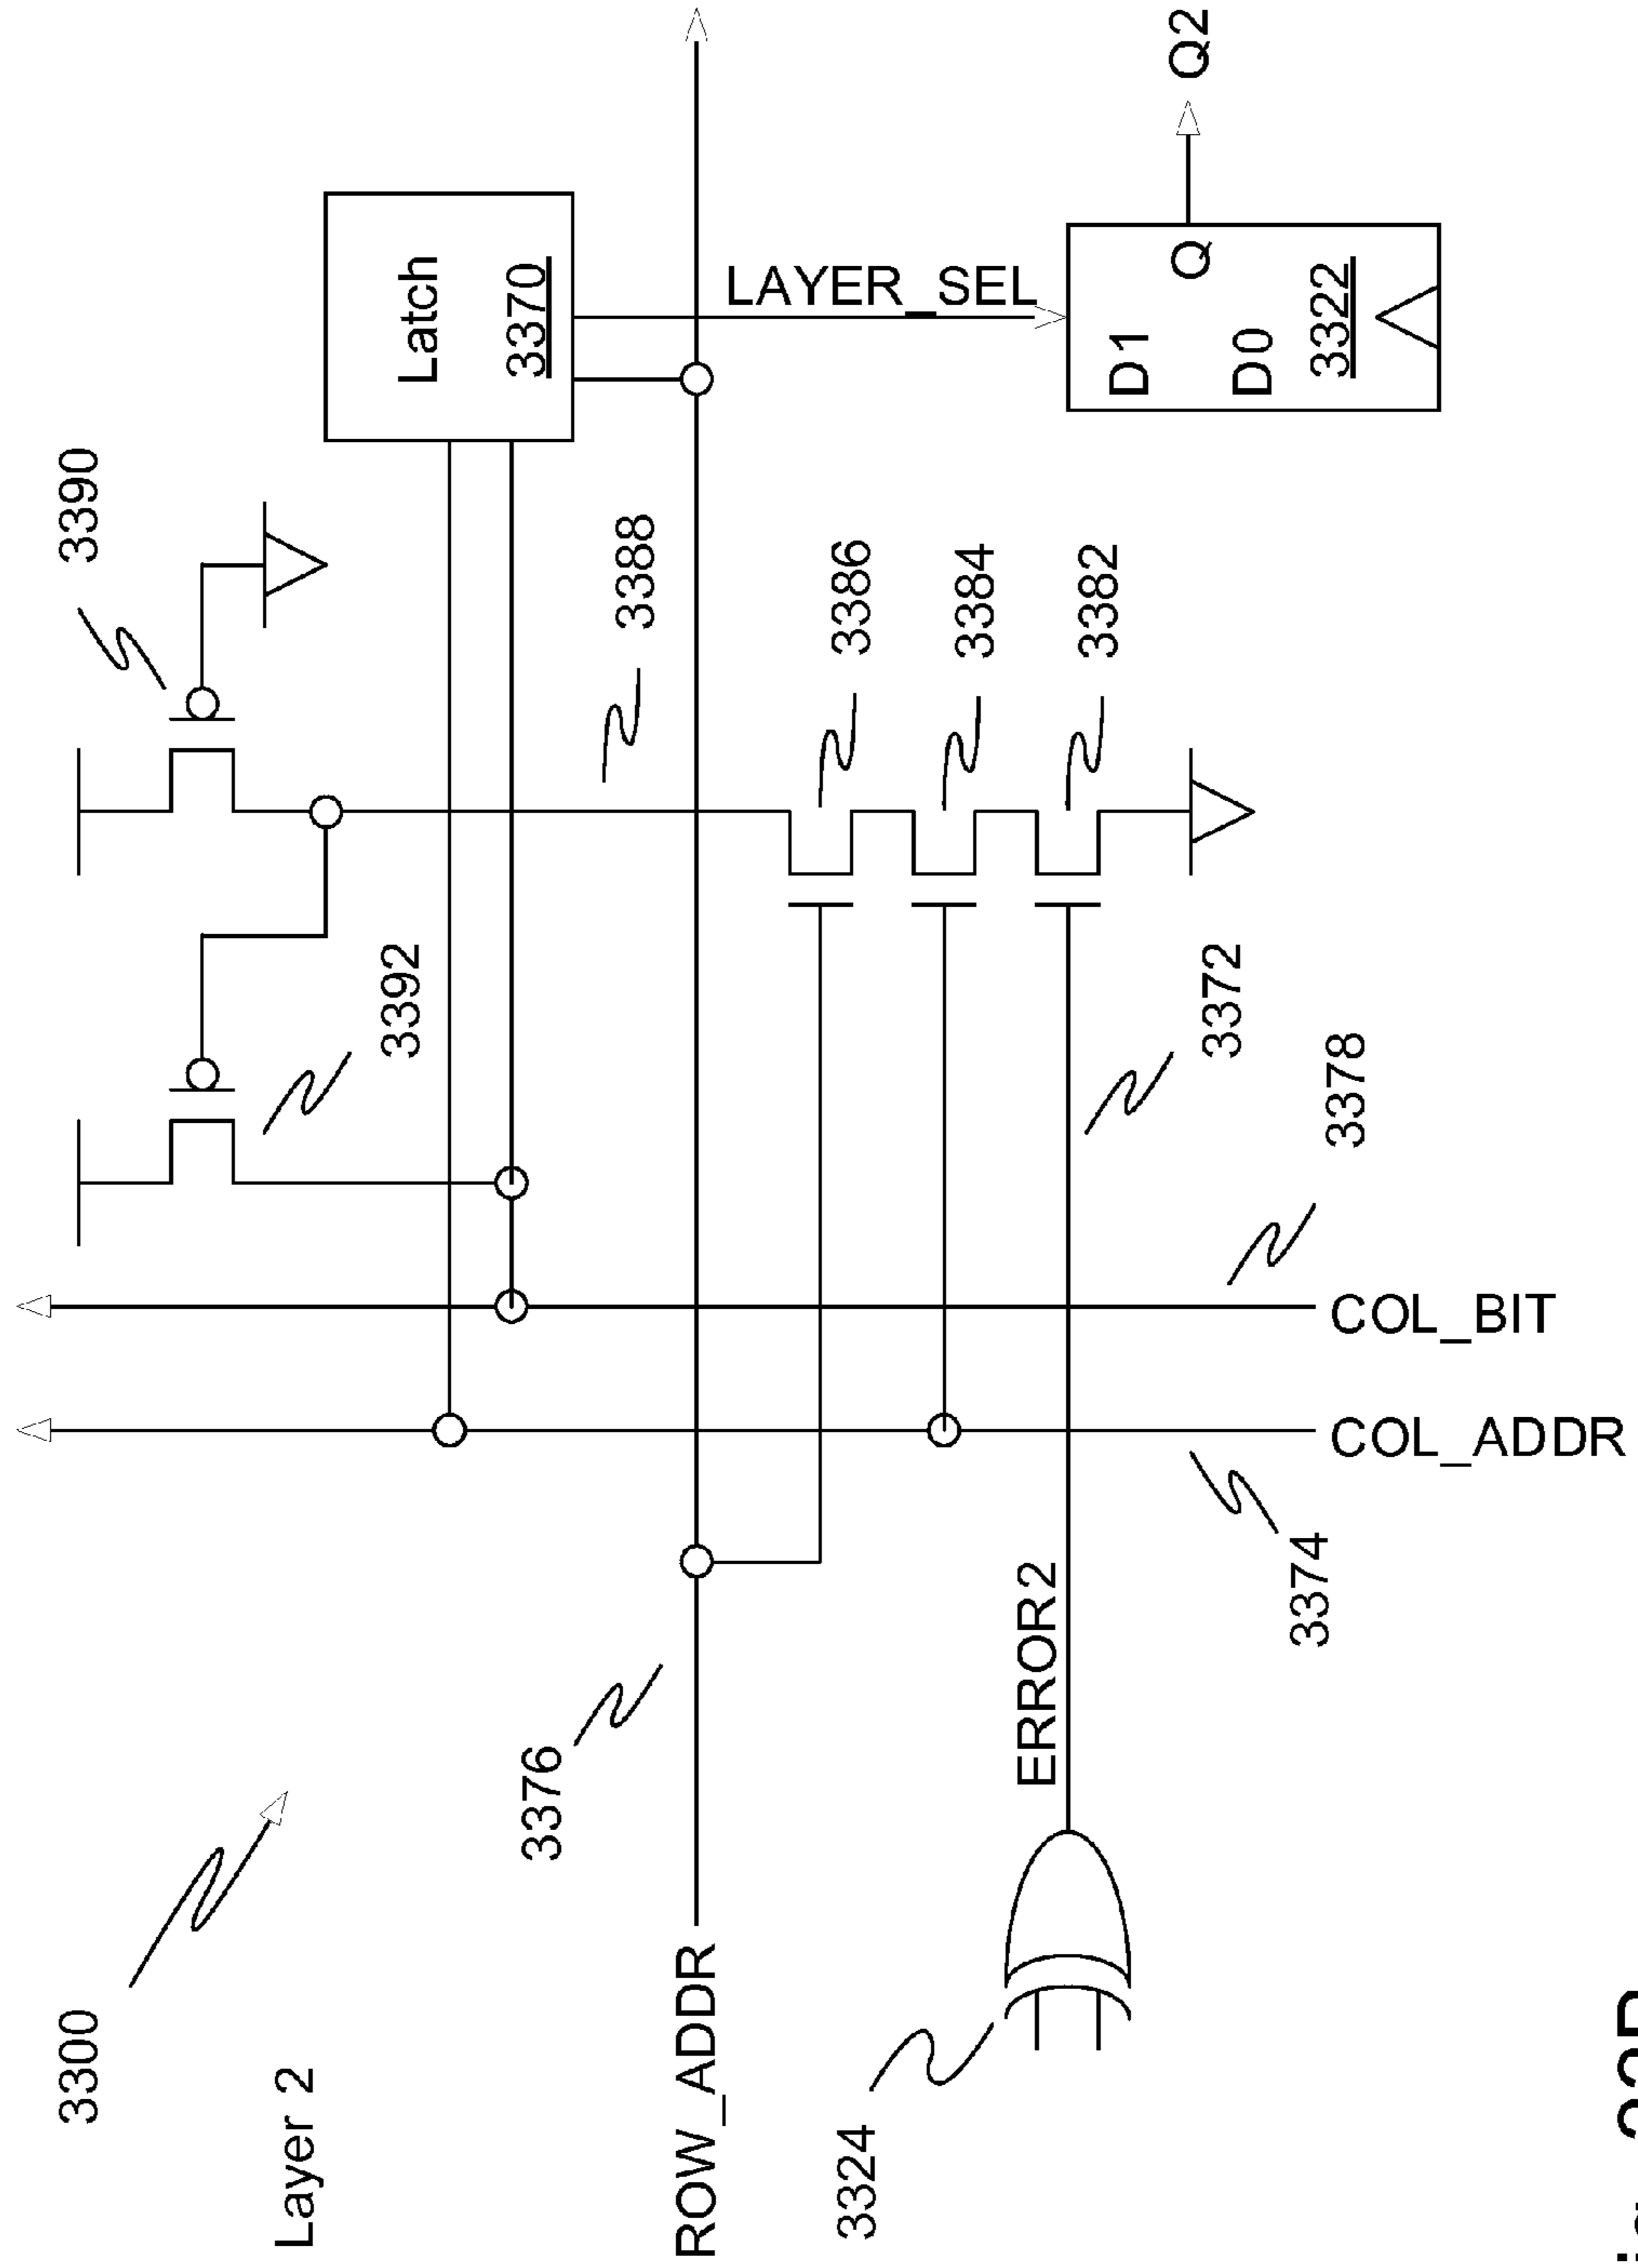 3300
Layer 2
3390
3392
Latch
3370
3376
3388
ROW_ADDR
LAYER_SEL
3386
3384
3382
3324
ERROR2
3372
D1
Q
Q2
D0
3322
3374
3378
COL_BIT
COL_ADDR